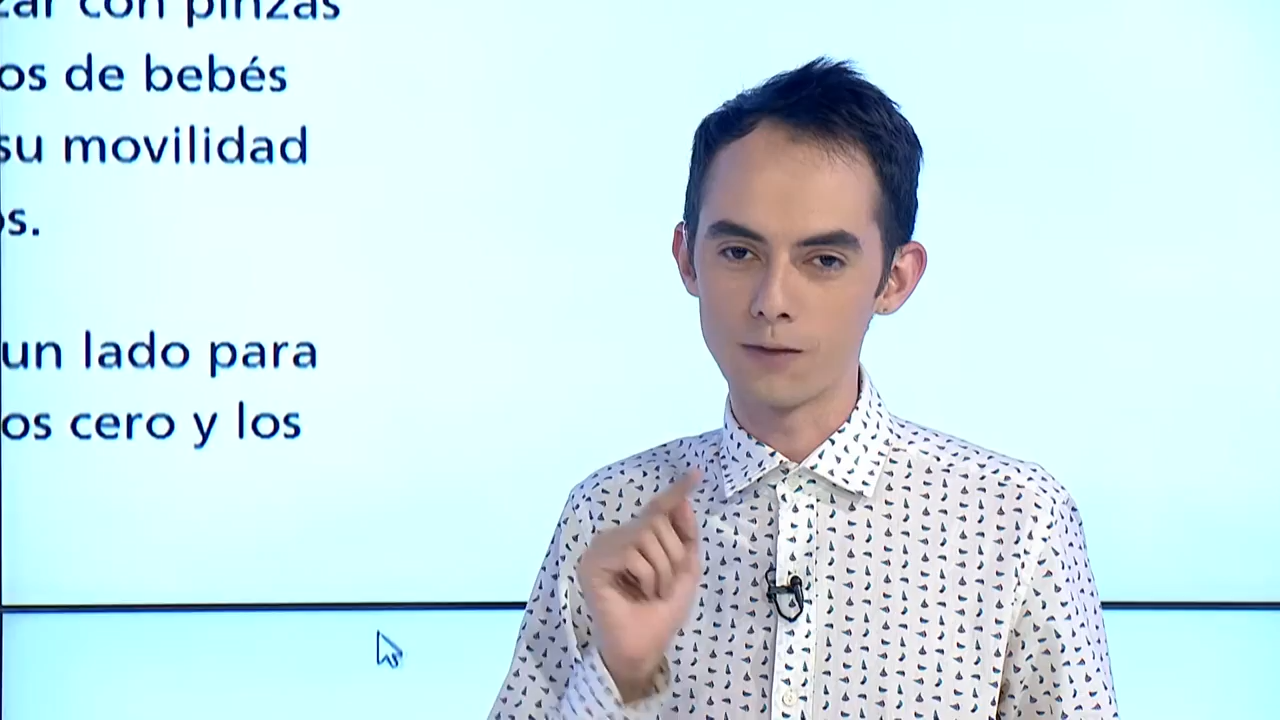 zar con pinzas
os de bebés
su movilidad
os.
un lado para
os cero y los